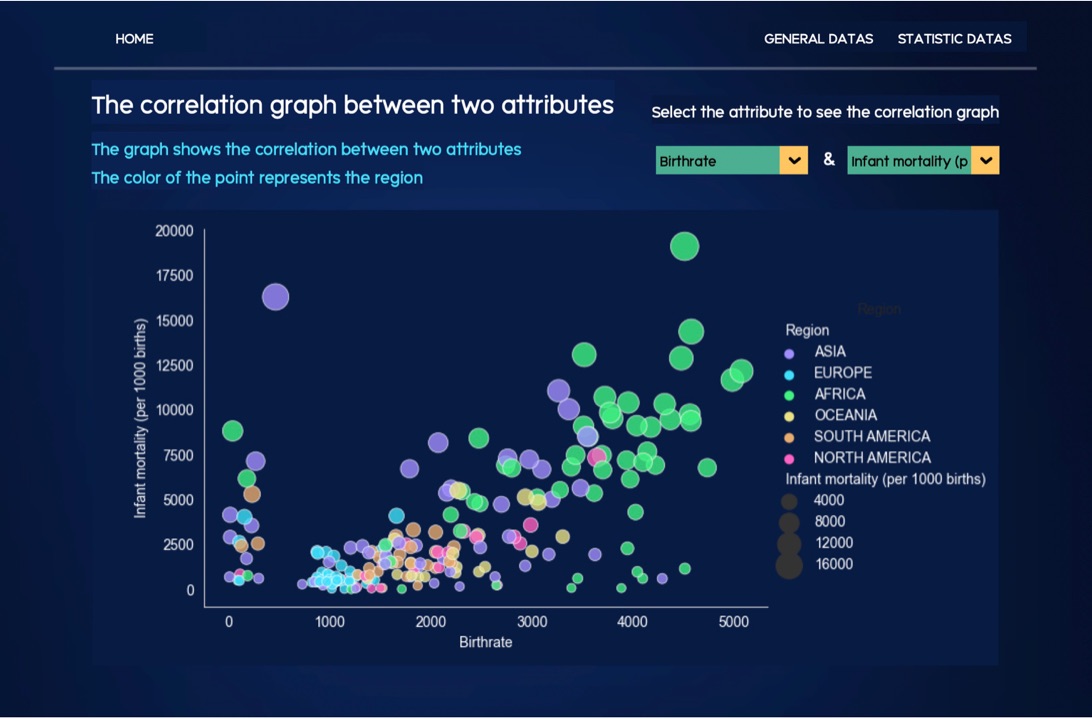 HOME
GENERAL DATAS
STATISTIC DATAS
The correlation graph between two attributes
Select the attribute to see the correlation graph
The graph shows the correlation between two attributes
The color of the point represents the region
Birthrate
&
Infant mortality (p
20000
17500
15000
12500
10000
7500
5000
2500
0
Infant mortality (per 1000 births)
0
1000
2000
3000
4000
5000
Birthrate
Region
Region
ASIA
EUROPE
AFRICA
OCEANIA
SOUTH AMERICA
NORTH AMERICA
Infant mortality (per 1000 births)
4000
8000
12000
16000